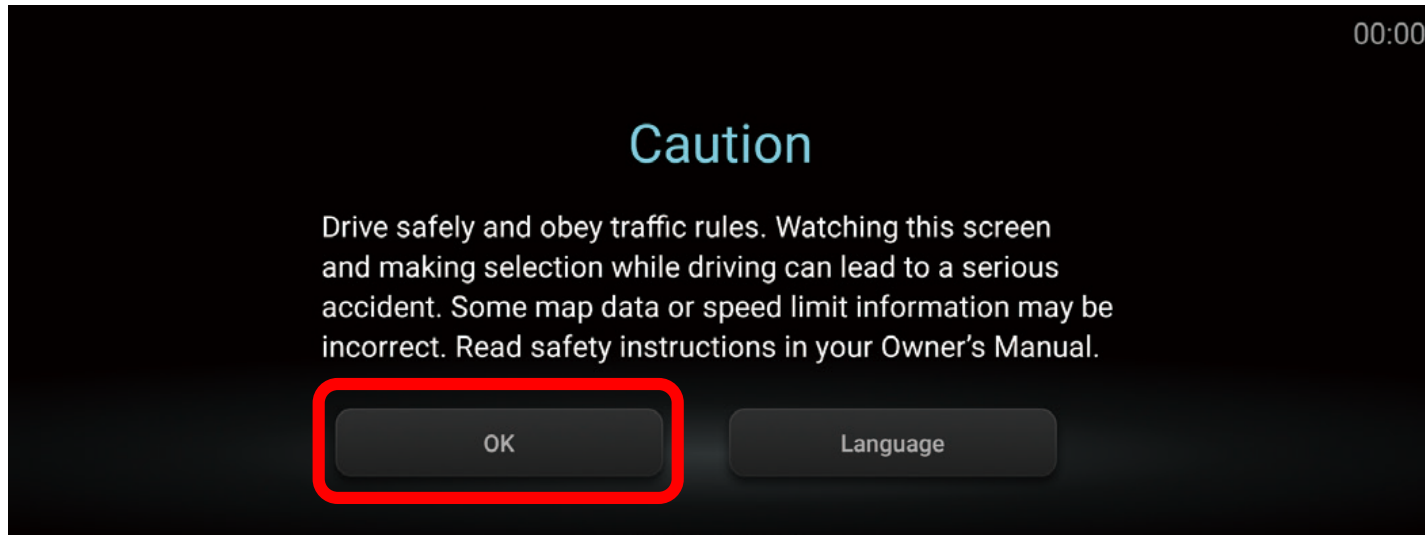 00:00
Caution
Drive safely and obey traffic rules. Watching this screen
and making selection while driving can lead to a serious
accident. Some map data or speed limit information may be
incorrect. Read safety instructions in your Owner’s Manual.
OK
Language